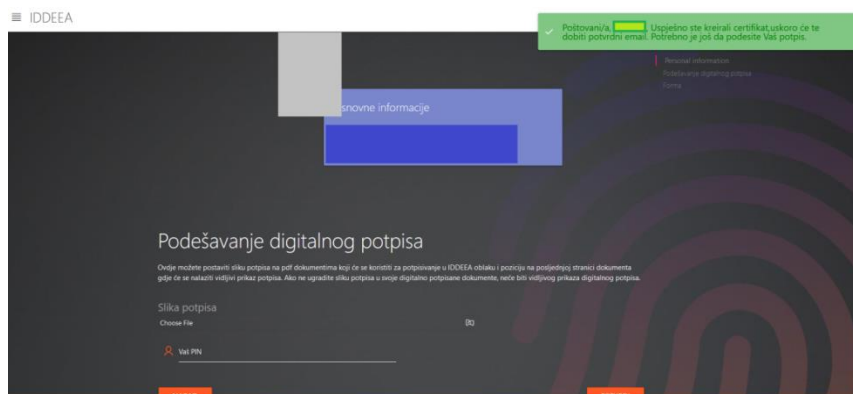 IDDEEA
Poštovani/a, Uspješno ste kreirali certifikat,uskoro će te
dobiti potvrdni email. Potrebno je još da podesite Vaš potpis.
Personal information
Podešavanje digitalnog potpisa
Forma
snovne informacije
Podešavanje digitalnog potpisa
Ovdje možete postaviti sliku potpisa na pdf dokumentima koji će se koristiti za potpisivanje u IDDEEA oblaku i poziciju na posljednjoj stranici dokumenta
gdje će se nalaziti vidljivi prikaz potpisa. Ako ne ugradite sliku potpisa u svoje digitalno potpisane dokumente, neće biti vidljivog prikaza digitalnog potpisa.
Slika potpisa
Choose File
Vaš PIN